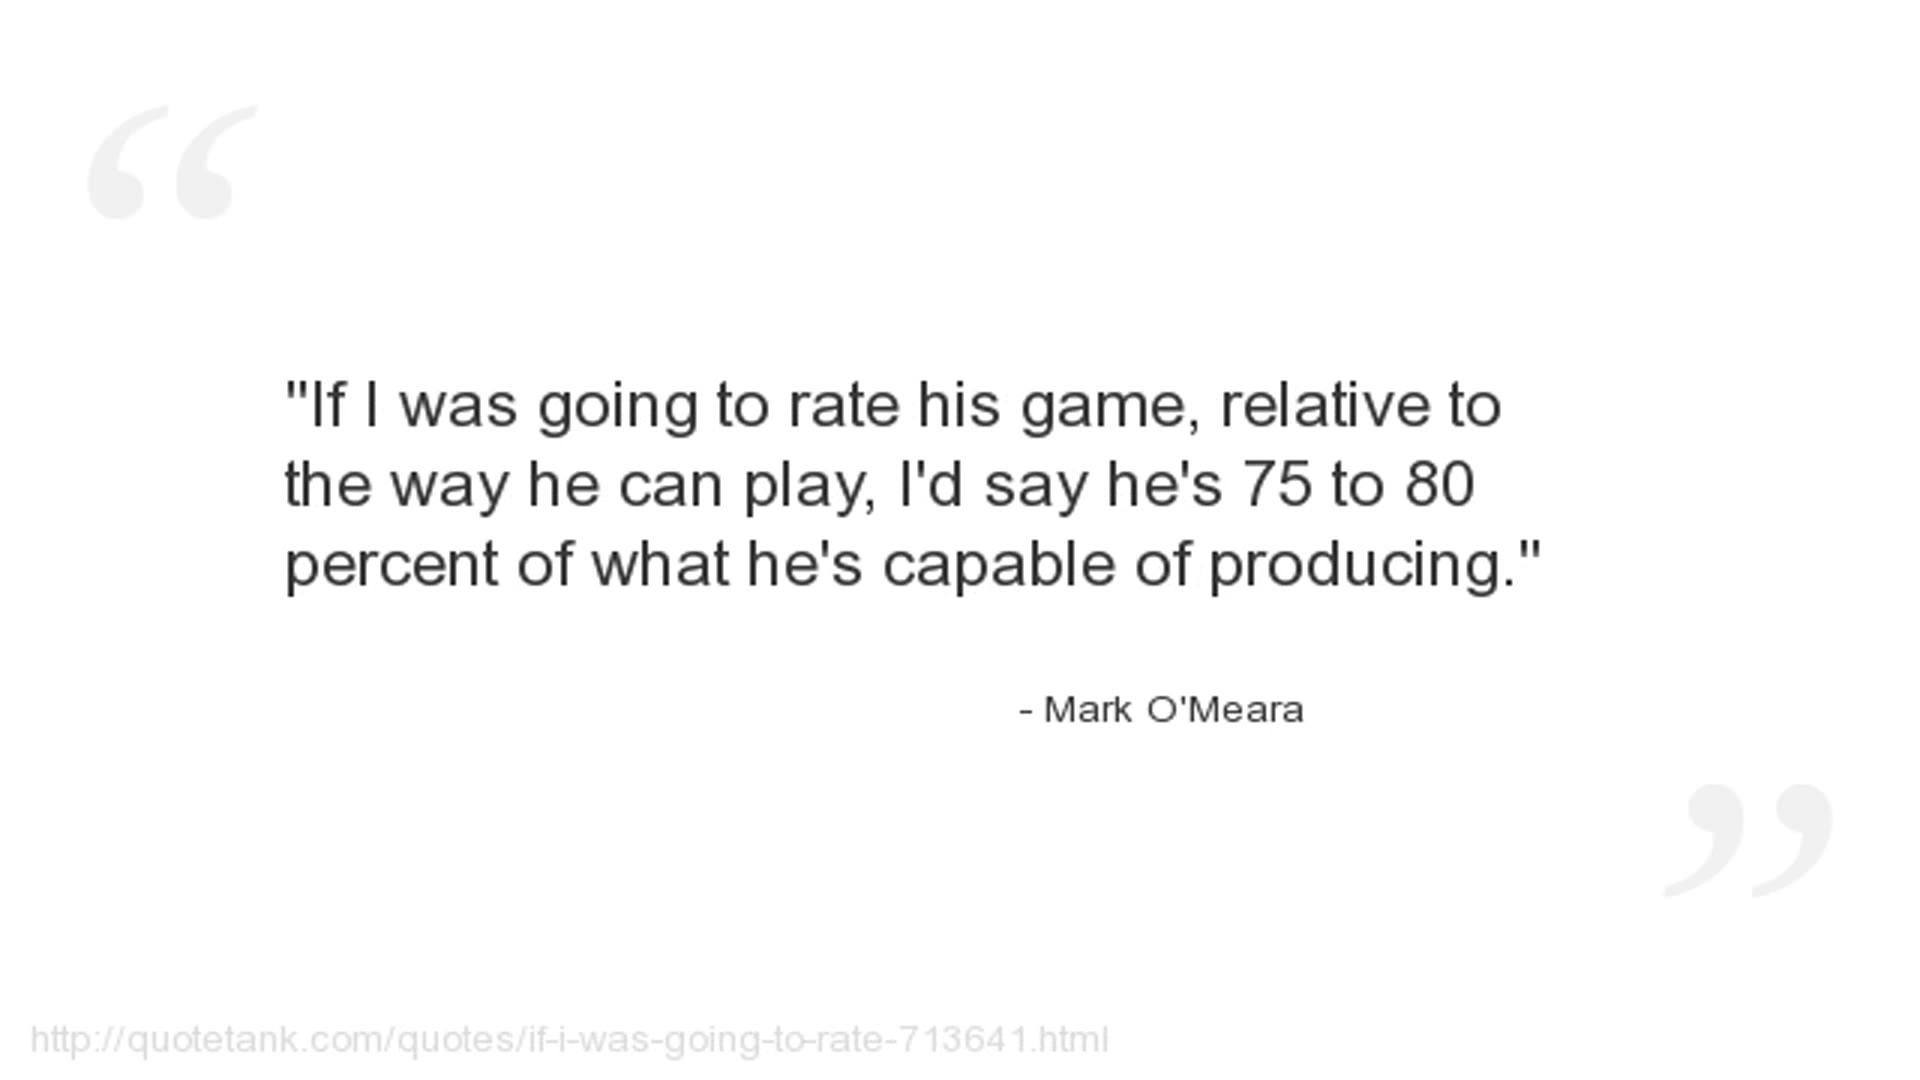 "If I was going to rate his game, relative to
the way he can play, I'd say he's 75 to 80
percent of what he's capable of producing."
- Mark O'Meara
http://quotetank.com/quotes/if-i-was-going-to-rate-713641.html